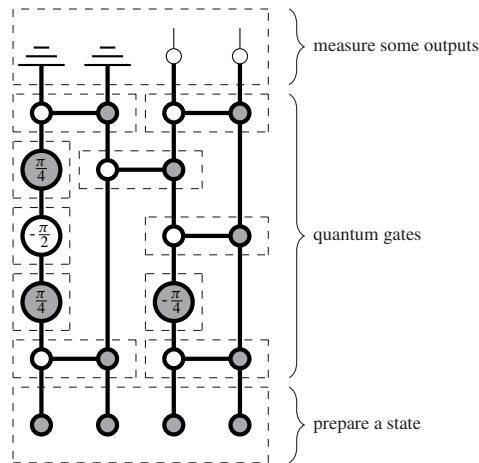 measure some outputs
π/4
-π/2
quantum gates
π/4
-π/4
prepare a state